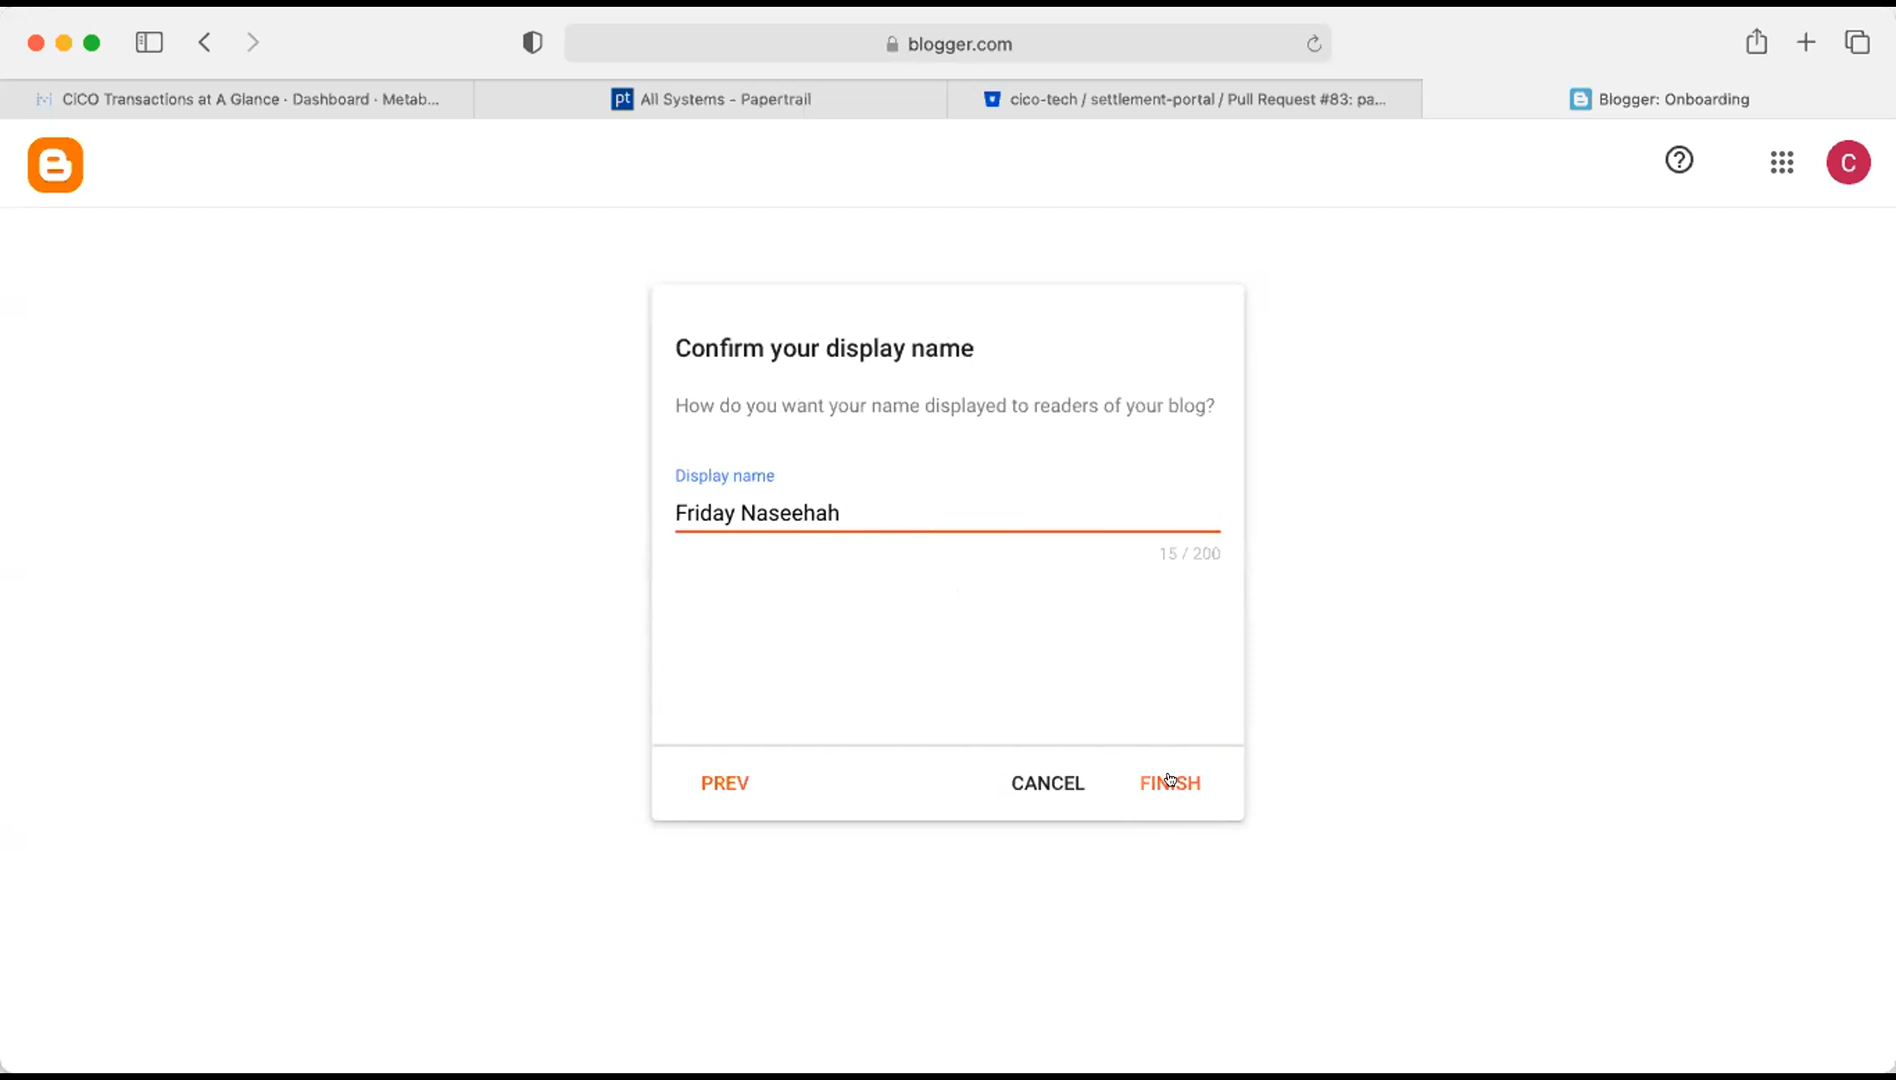 blogger.com
CiCO Transactions at A Glance · Dashboard · Metab...
pt All Systems – Papertrail
cico-tech / settlement-portal / Pull Request #83: pa...
Blogger: Onboarding
C
Confirm your display name
How do you want your name displayed to readers of your blog?
Display name
Friday Naseehah
15 / 200
PREV
CANCEL
FINISH